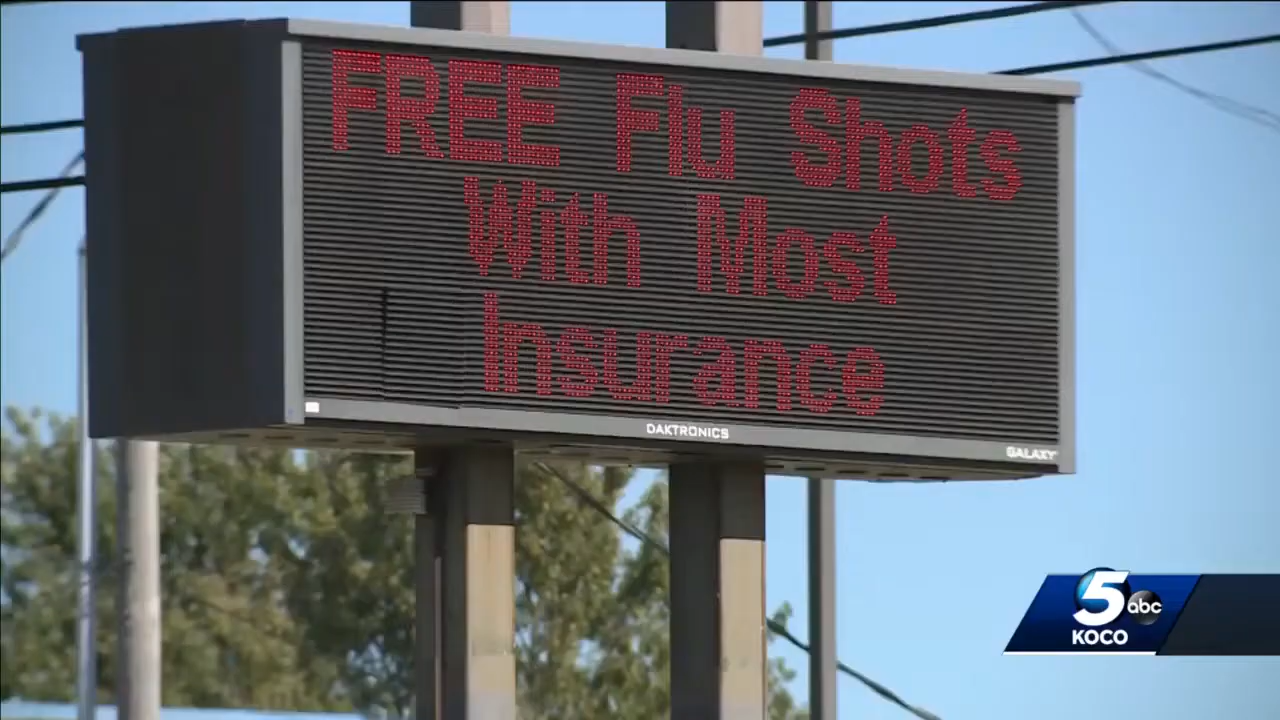 FREE Flu Shots
With Most
Insurance
DAKTRONICS
GALAXY
5 abc
KOCO